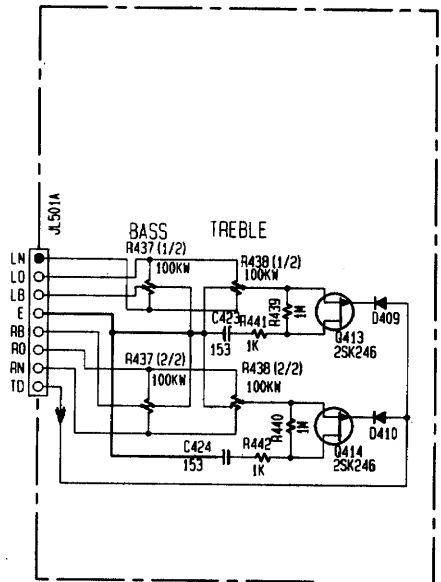 JL501A
BASS
TREBLE
R437 (1/2)
100KW
R438 (1/2)
100KW
LN
LO
LB
E
RB
RO
RN
TD
C423
153
R441
1K
R439
1M
Q413
2SK246
D409
R437 (2/2)
100KW
R438 (2/2)
100KW
C424
153
R442
1K
R440
1M
Q414
2SK246
D410